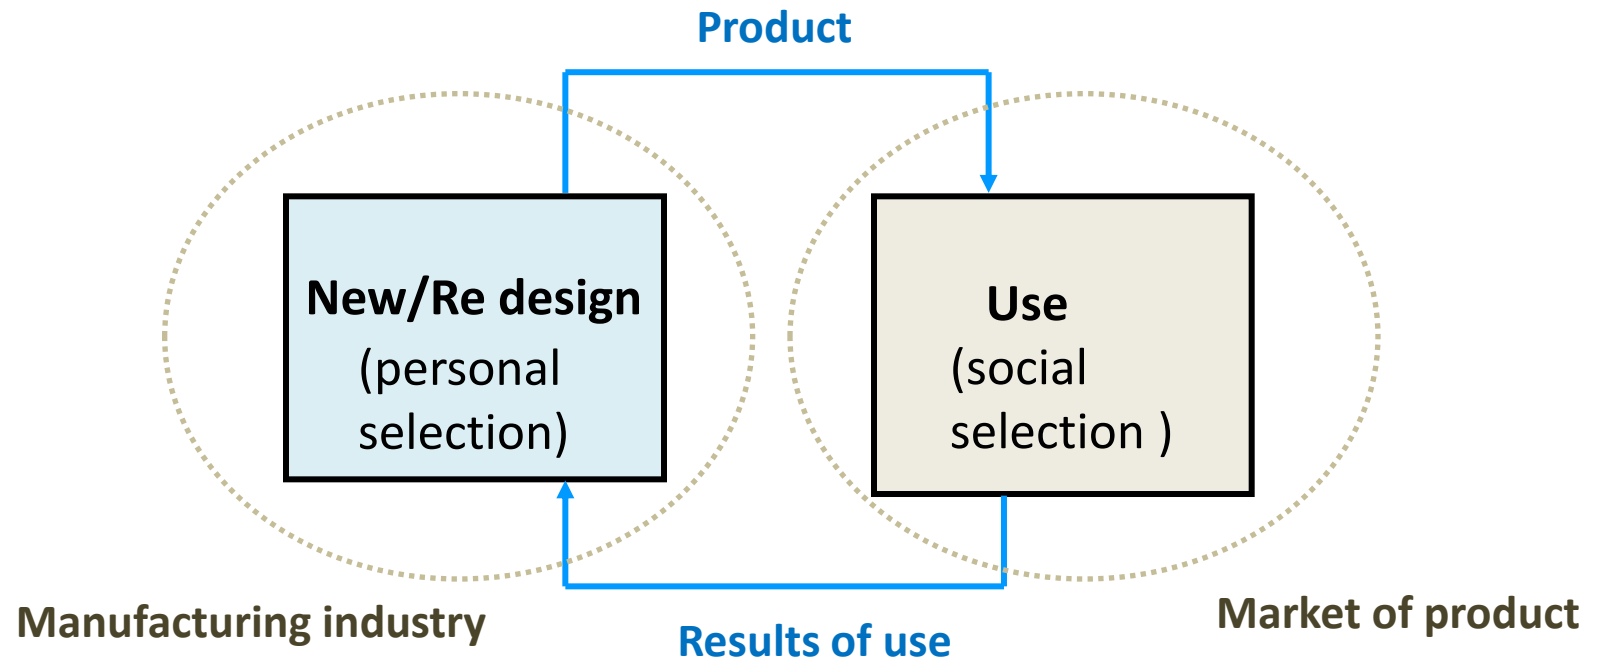 Product
New/Re design
(personal
selection)
Use
(social
selection )
Manufacturing industry
Results of use
Market of product